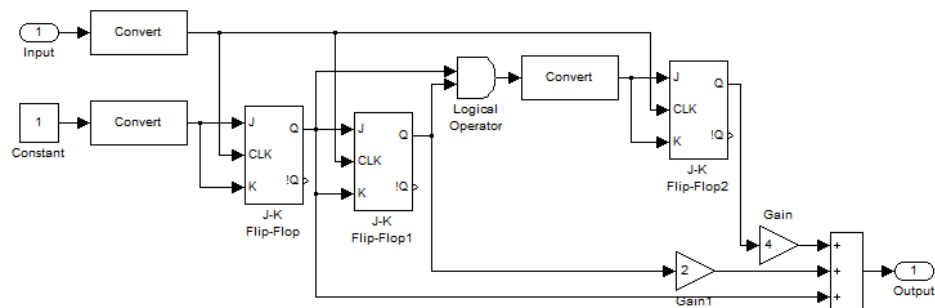 1
Input
Convert
1
Constant
Convert
J
CLK
K
Q
!Q
J-K
Flip-Flop
J
CLK
K
Q
!Q
J-K
Flip-Flop1
Logical
Operator
Convert
J
CLK
K
Q
!Q
J-K
Flip-Flop2
Gain
4
2
Gain1
+
+
+
1
Output